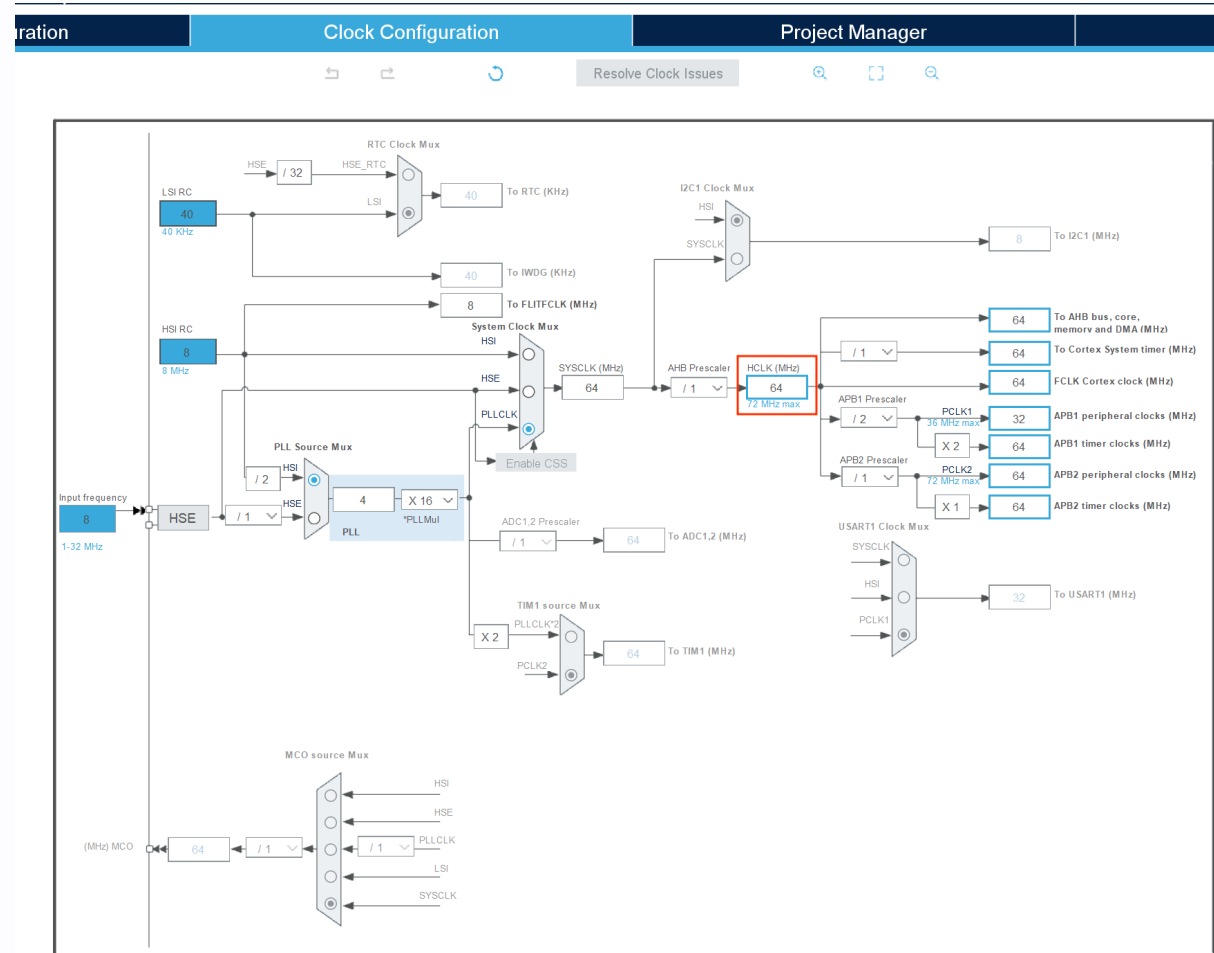 ration
Clock Configuration
Project Manager
Resolve Clock Issues
RTC Clock Mux
HSE
/ 32
HSE_RTC
LSI RC
40
40 KHz
LSI
40
To RTC (KHz)
I2C1 Clock Mux
HSI
SYSCLK
8
To I2C1 (MHz)
40
To IWDG (KHz)
8
To FLITFCLK (MHz)
HSI RC
8
8 MHz
System Clock Mux
HSI
HSE
PLLCLK
SYSCLK (MHz)
64
AHB Prescaler
/ 1
HCLK (MHz)
64
72 MHz max
64
To AHB bus, core,
memory and DMA (MHz)
/ 1
64
To Cortex System timer (MHz)
64
FCLK Cortex clock (MHz)
APB1 Prescaler
/ 2
PCLK1
36 MHz max
32
APB1 peripheral clocks (MHz)
X 2
64
APB1 timer clocks (MHz)
APB2 Prescaler
/ 1
PCLK2
72 MHz max
64
APB2 peripheral clocks (MHz)
X 1
64
APB2 timer clocks (MHz)
Enable CSS
PLL Source Mux
/ 2
HSI
HSE
Input frequency
8
1-32 MHz
HSE
/ 1
4
X 16
*PLLMul
PLL
ADC1,2 Prescaler
/ 1
64
To ADC1,2 (MHz)
USART1 Clock Mux
SYSCLK
HSI
PCLK1
32
To USART1 (MHz)
TIM1 source Mux
X 2
PLLCLK*2
PCLK2
64
To TIM1 (MHz)
MCO source Mux
HSI
HSE
PLLCLK
LSI
SYSCLK
(MHz) MCO
64
/ 1
/ 1